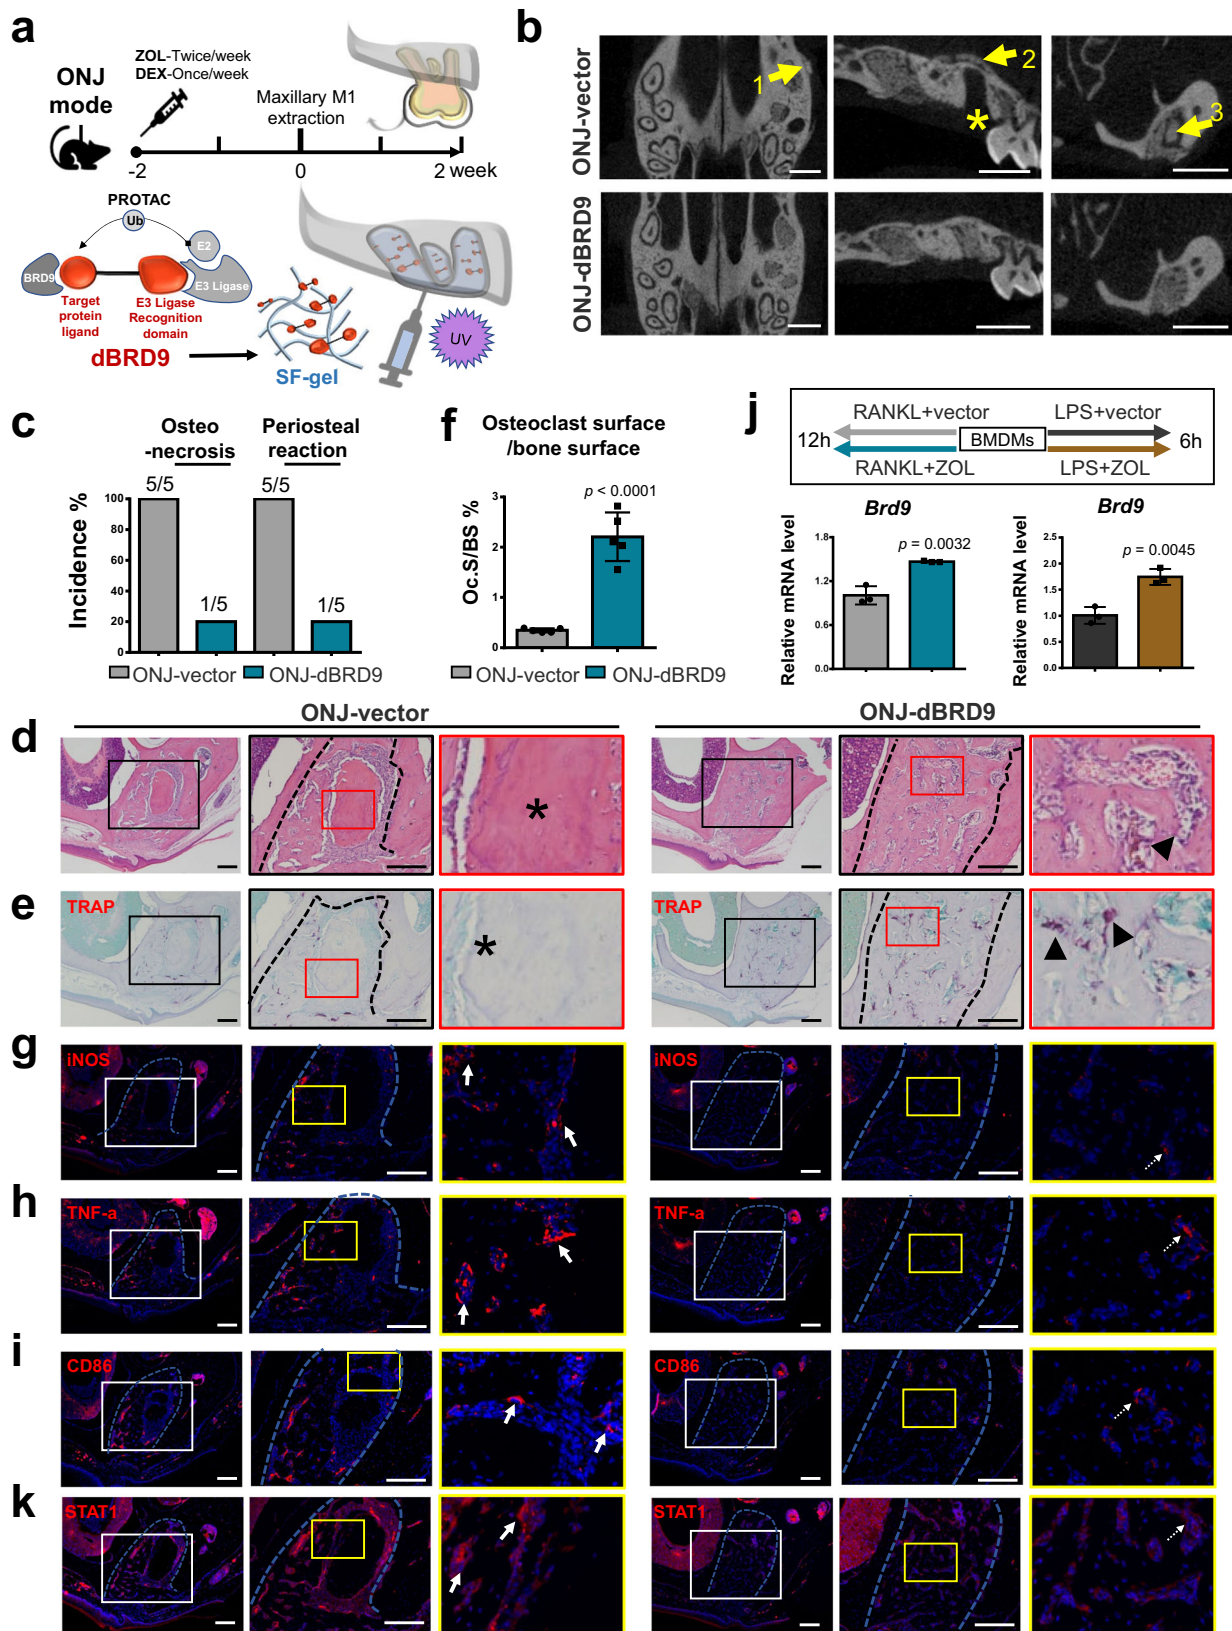 a
ONJ
mode
ZOL-Twice/week
DEX-Once/week
Maxillary M1
extraction
-2
0
2 week
PROTAC
Ub
E2
BRD9
E3 Ligase
Target
protein
ligand
E3 Ligase
Recognition
domain
dBRD9
SF-gel
UV
b
ONJ-vector
ONJ-dBRD9
1
2
*
3
c
Osteo
-necrosis
Periosteal
reaction
Incidence %
100
80
60
40
20
0
5/5
1/5
5/5
1/5
ONJ-vector
ONJ-dBRD9
f
Osteoclast surface
/bone surface
Oc.S/BS %
3
2
1
0
p < 0.0001
ONJ-vector
ONJ-dBRD9
j
RANKL+vector
LPS+vector
12h
BMDMs
6h
RANKL+ZOL
LPS+ZOL
Brd9
Relative mRNA level
1.8
1.2
0.6
0.0
p = 0.0032
Brd9
Relative mRNA level
2.5
2.0
1.5
1.0
0.5
0.0
p = 0.0045
ONJ-vector
ONJ-dBRD9
d
*
e
TRAP
*
TRAP
g
iNOS
iNOS
h
TNF-a
TNF-a
i
CD86
CD86
k
STAT1
STAT1